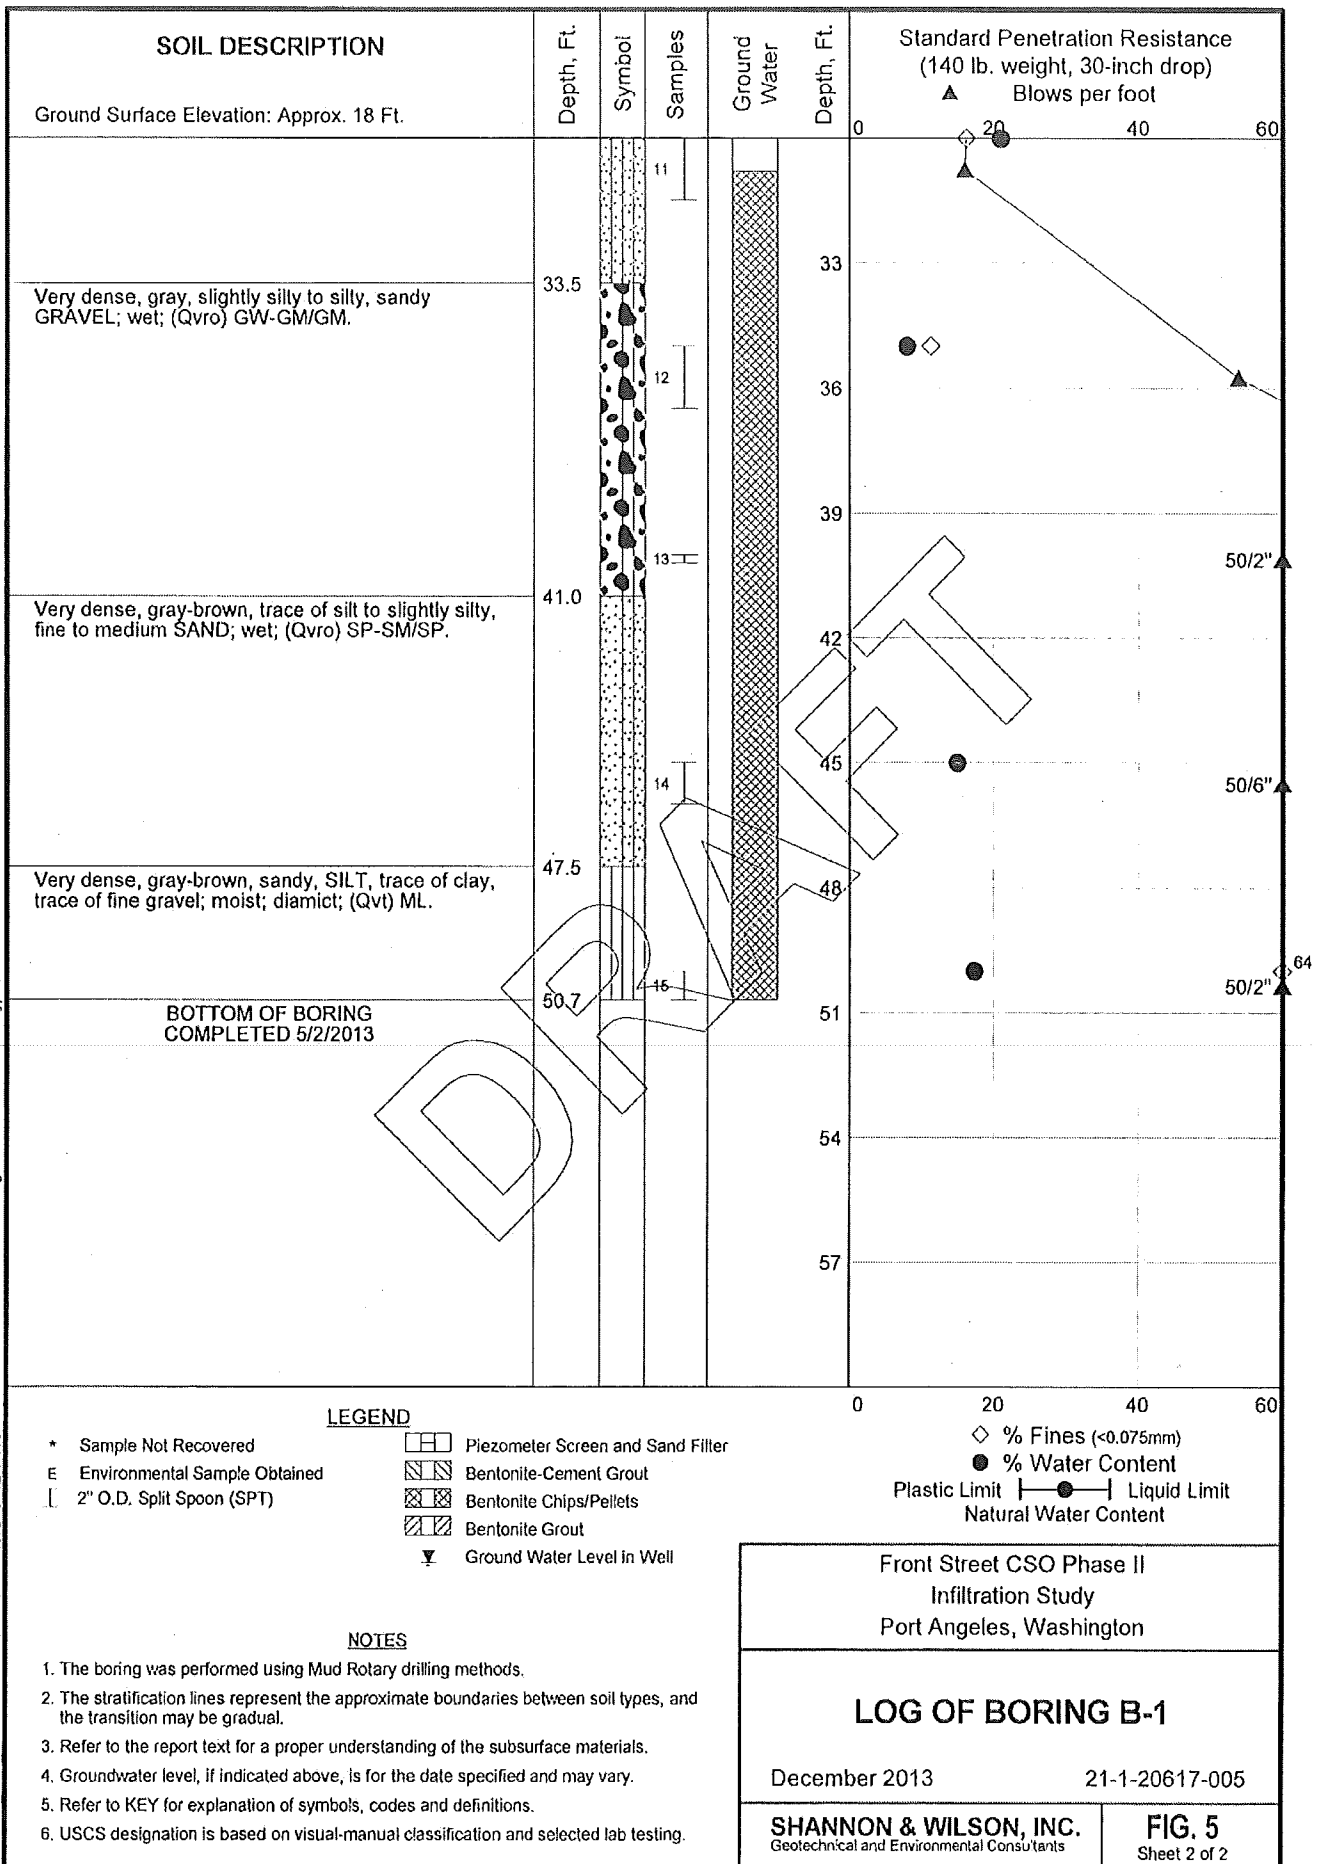 SOIL DESCRIPTION
Ground Surface Elevation: Approx. 18 Ft.
Depth, Ft.
Symbol
Samples
Ground
Water
Depth, Ft.
Standard Penetration Resistance
(140 lb. weight, 30-inch drop)
▲ Blows per foot
0 20 40 60
11
33
33.5
Very dense, gray, slightly silty to silty, sandy
GRAVEL; wet; (Qvro) GW-GM/GM.
12
36
39
13
50/2"
41.0
Very dense, gray-brown, trace of silt to slightly silty,
fine to medium SAND; wet; (Qvro) SP-SM/SP.
42
45
14
50/6"
47.5
Very dense, gray-brown, sandy, SILT, trace of clay,
trace of fine gravel; moist; diamict; (Qvt) ML.
48
64
15
50/2"
50.7
BOTTOM OF BORING
COMPLETED 5/2/2013
51
54
57
DRAFT
0 20 40 60
LEGEND
* Sample Not Recovered
E Environmental Sample Obtained
2" O.D. Split Spoon (SPT)
Piezometer Screen and Sand Filter
Bentonite-Cement Grout
Bentonite Chips/Pellets
Bentonite Grout
Ground Water Level in Well
◇ % Fines (<0.075mm)
● % Water Content
Plastic Limit Liquid Limit
Natural Water Content
NOTES
1. The boring was performed using Mud Rotary drilling methods.
2. The stratification lines represent the approximate boundaries between soil types, and
the transition may be gradual.
3. Refer to the report text for a proper understanding of the subsurface materials.
4. Groundwater level, if indicated above, is for the date specified and may vary.
5. Refer to KEY for explanation of symbols, codes and definitions.
6. USCS designation is based on visual-manual classification and selected lab testing.
Front Street CSO Phase II
Infiltration Study
Port Angeles, Washington
LOG OF BORING B-1
December 2013 21-1-20617-005
SHANNON & WILSON, INC.
Geotechnical and Environmental Consultants
FIG. 5
Sheet 2 of 2